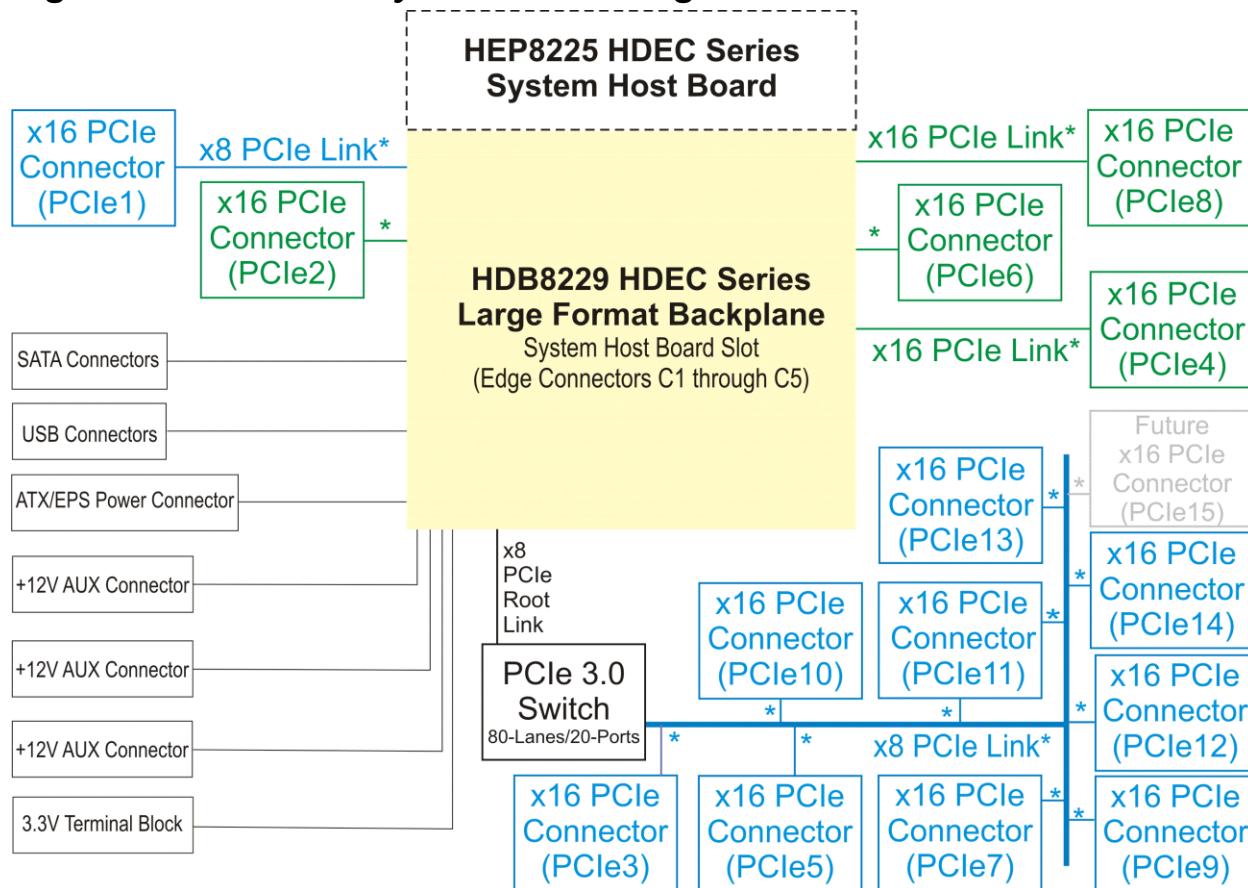 HEP8225 HDEC Series
System Host Board
x16 PCIe
Connector
(PCIe1)
x8 PCIe Link*
x16 PCIe
Connector
(PCIe2)
*
x16 PCIe Link*
x16 PCIe
Connector
(PCIe8)
*
x16 PCIe
Connector
(PCIe6)
HDB8229 HDEC Series
Large Format Backplane
System Host Board Slot
(Edge Connectors C1 through C5)
x16 PCIe Link*
x16 PCIe
Connector
(PCIe4)
SATA Connectors
USB Connectors
ATX/EPS Power Connector
+12V AUX Connector
+12V AUX Connector
+12V AUX Connector
3.3V Terminal Block
x8
PCIe
Root
Link
PCIe 3.0
Switch
80-Lanes/20-Ports
x16 PCIe
Connector
(PCIe13)
*
*
Future
x16 PCIe
Connector
(PCIe15)
x16 PCIe
Connector
(PCIe10)
*
x16 PCIe
Connector
(PCIe11)
*
*
*
x16 PCIe
Connector
(PCIe14)
*
x16 PCIe
Connector
(PCIe12)
*
*
x8 PCIe Link*
x16 PCIe
Connector
(PCIe3)
x16 PCIe
Connector
(PCIe5)
x16 PCIe
Connector
(PCIe7)
*
*
x16 PCIe
Connector
(PCIe9)